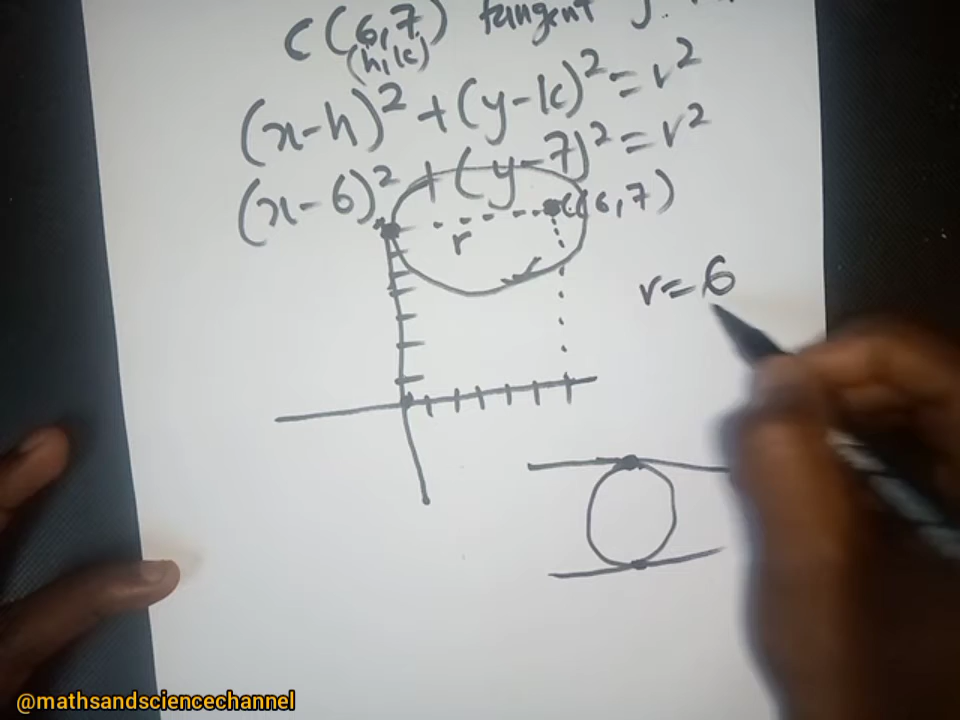 C(6,7) tangent
(h,k)
(x-h)²+(y-k)²=r²
(x-6)²+(y-7)²=r²
C(6,7)
r
r=6
@mathsandsciencechannel